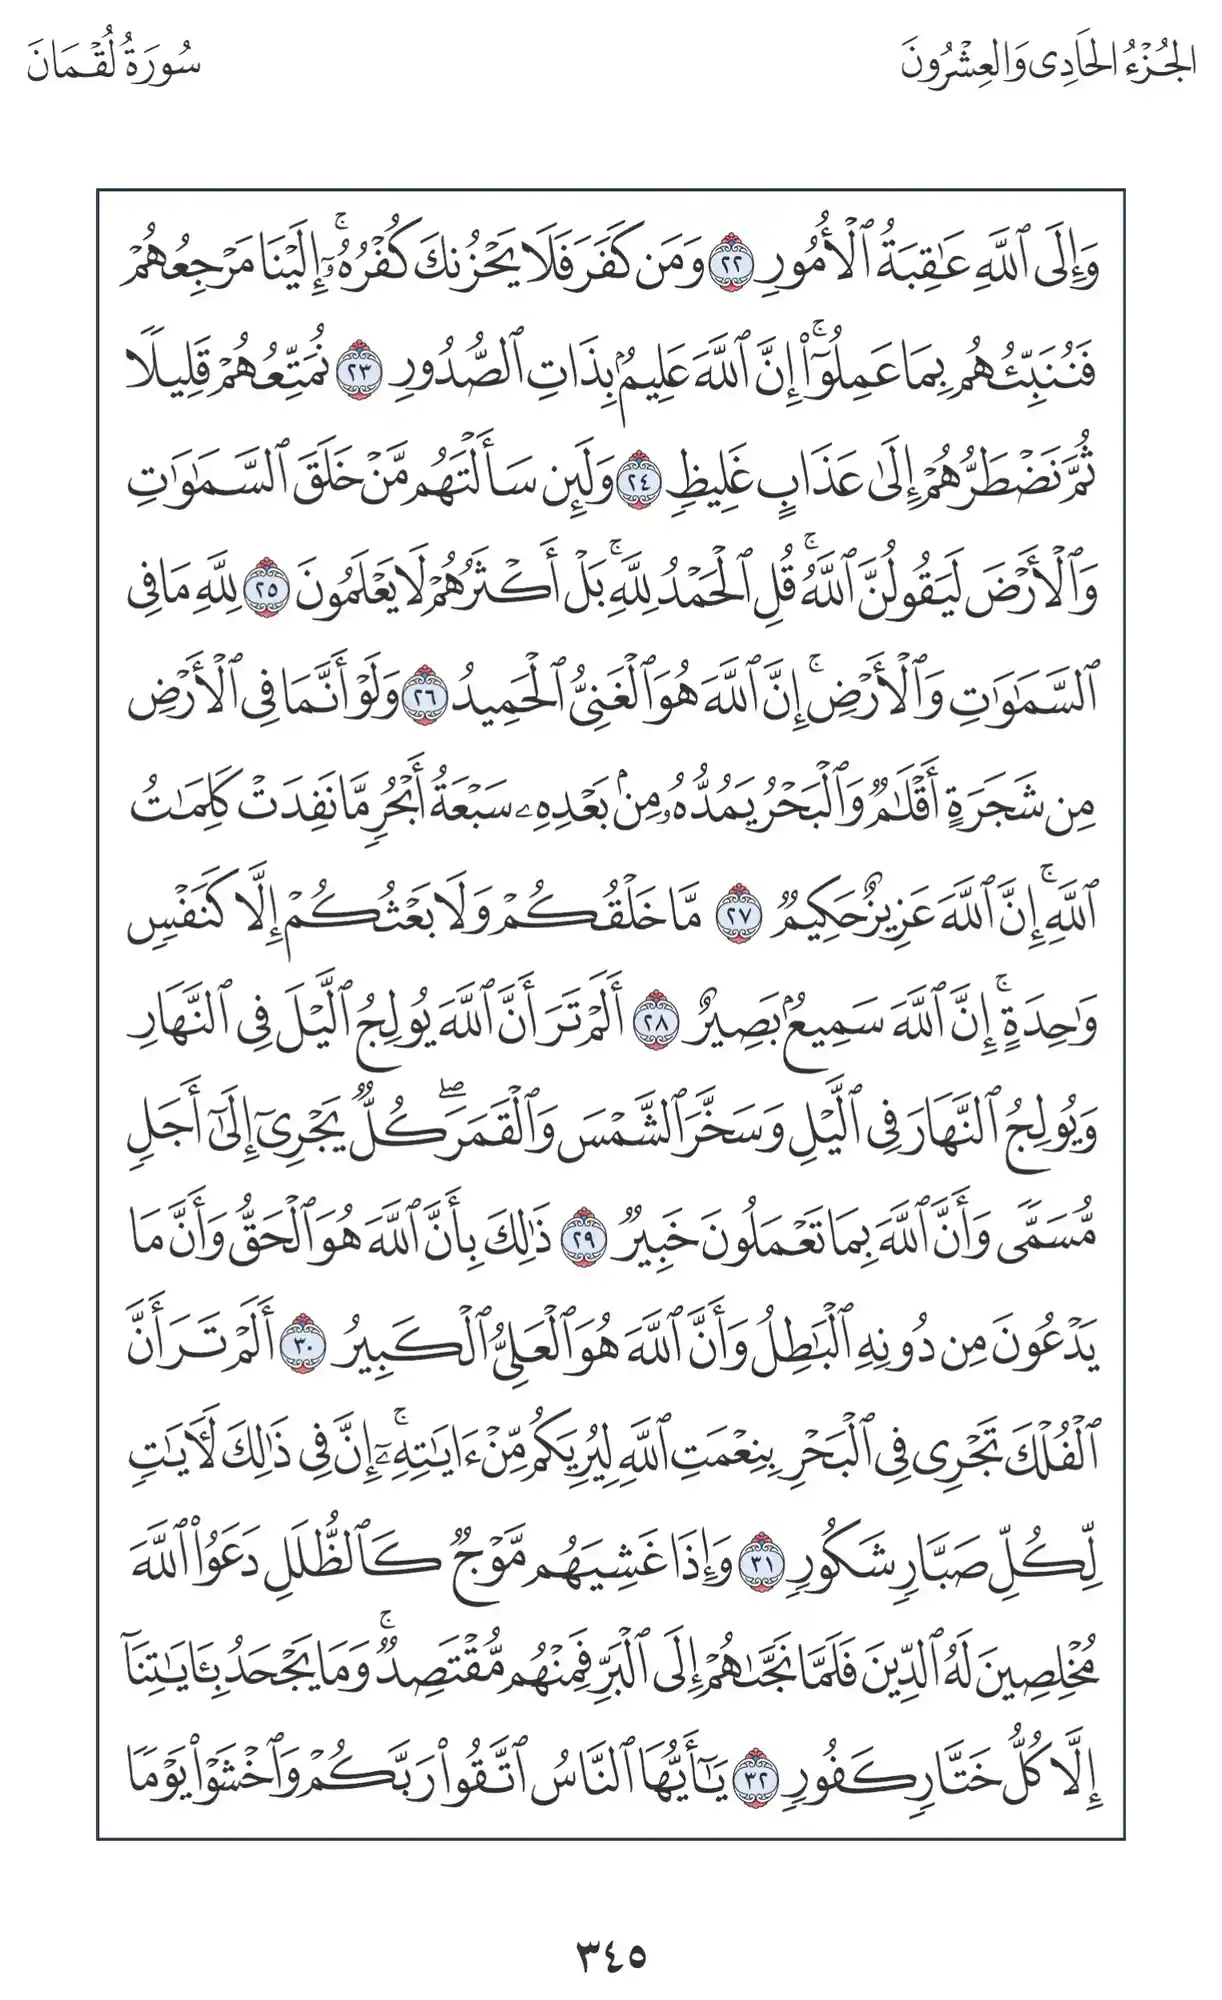 الجُزْءُ الحَادِى وَالعِشْرُونَ
سُورَةُ لُقْمَانَ
وَإِلَى ٱللَّهِ عَٰقِبَةُ ٱلْأُمُورِ ٢٢ وَمَن كَفَرَ فَلَا يَحْزُنكَ كُفْرُهُۥٓۚ إِلَيْنَا مَرْجِعُهُمْ
فَنُنَبِّئُهُم بِمَا عَمِلُوٓا۟ۚ إِنَّ ٱللَّهَ عَلِيمٌۢ بِذَاتِ ٱلصُّدُورِ ٢٣ نُمَتِّعُهُمْ قَلِيلًا
ثُمَّ نَضْطَرُّهُمْ إِلَىٰ عَذَابٍ غَلِيظٍ ٢٤ وَلَئِن سَأَلْتَهُم مَّنْ خَلَقَ ٱلسَّمَٰوَٰتِ
وَٱلْأَرْضَ لَيَقُولُنَّ ٱللَّهُۚ قُلِ ٱلْحَمْدُ لِلَّهِۚ بَلْ أَكْثَرُهُمْ لَا يَعْلَمُونَ ٢٥ لِلَّهِ مَا فِى
ٱلسَّمَٰوَٰتِ وَٱلْأَرْضِۚ إِنَّ ٱللَّهَ هُوَ ٱلْغَنِىُّ ٱلْحَمِيدُ ٢٦ وَلَوْ أَنَّمَا فِى ٱلْأَرْضِ
مِن شَجَرَةٍ أَقْلَٰمٌ وَٱلْبَحْرُ يَمُدُّهُۥ مِنۢ بَعْدِهِۦ سَبْعَةُ أَبْحُرٍ مَّا نَفِدَتْ كَلِمَٰتُ
ٱللَّهِۚ إِنَّ ٱللَّهَ عَزِيزٌ حَكِيمٌ ٢٧ مَّا خَلْقُكُمْ وَلَا بَعْثُكُمْ إِلَّا كَنَفْسٍ
وَٰحِدَةٍۚ إِنَّ ٱللَّهَ سَمِيعٌۢ بَصِيرٌ ٢٨ أَلَمْ تَرَ أَنَّ ٱللَّهَ يُولِجُ ٱلَّيْلَ فِى ٱلنَّهَارِ
وَيُولِجُ ٱلنَّهَارَ فِى ٱلَّيْلِ وَسَخَّرَ ٱلشَّمْسَ وَٱلْقَمَرَۖ كُلٌّ يَجْرِىٓ إِلَىٰٓ أَجَلٍ
مُّسَمًّى وَأَنَّ ٱللَّهَ بِمَا تَعْمَلُونَ خَبِيرٌ ٢٩ ذَٰلِكَ بِأَنَّ ٱللَّهَ هُوَ ٱلْحَقُّ وَأَنَّ مَا
يَدْعُونَ مِن دُونِهِ ٱلْبَٰطِلُ وَأَنَّ ٱللَّهَ هُوَ ٱلْعَلِىُّ ٱلْكَبِيرُ ٣٠ أَلَمْ تَرَ أَنَّ
ٱلْفُلْكَ تَجْرِى فِى ٱلْبَحْرِ بِنِعْمَتِ ٱللَّهِ لِيُرِيَكُم مِّنْ ءَايَٰتِهِۦٓۚ إِنَّ فِى ذَٰلِكَ لَءَايَٰتٍ
لِّكُلِّ صَبَّارٍ شَكُورٍ ٣١ وَإِذَا غَشِيَهُم مَّوْجٌ كَٱلظُّلَلِ دَعَوُا۟ ٱللَّهَ
مُخْلِصِينَ لَهُ ٱلدِّينَ فَلَمَّا نَجَّىٰهُمْ إِلَى ٱلْبَرِّ فَمِنْهُم مُّقْتَصِدٌۚ وَمَا يَجْحَدُ بِـَٔايَٰتِنَآ
إِلَّا كُلُّ خَتَّارٍ كَفُورٍ ٣٢ يَٰٓأَيُّهَا ٱلنَّاسُ ٱتَّقُوا۟ رَبَّكُمْ وَٱخْشَوْا۟ يَوْمًا
٣٤٥